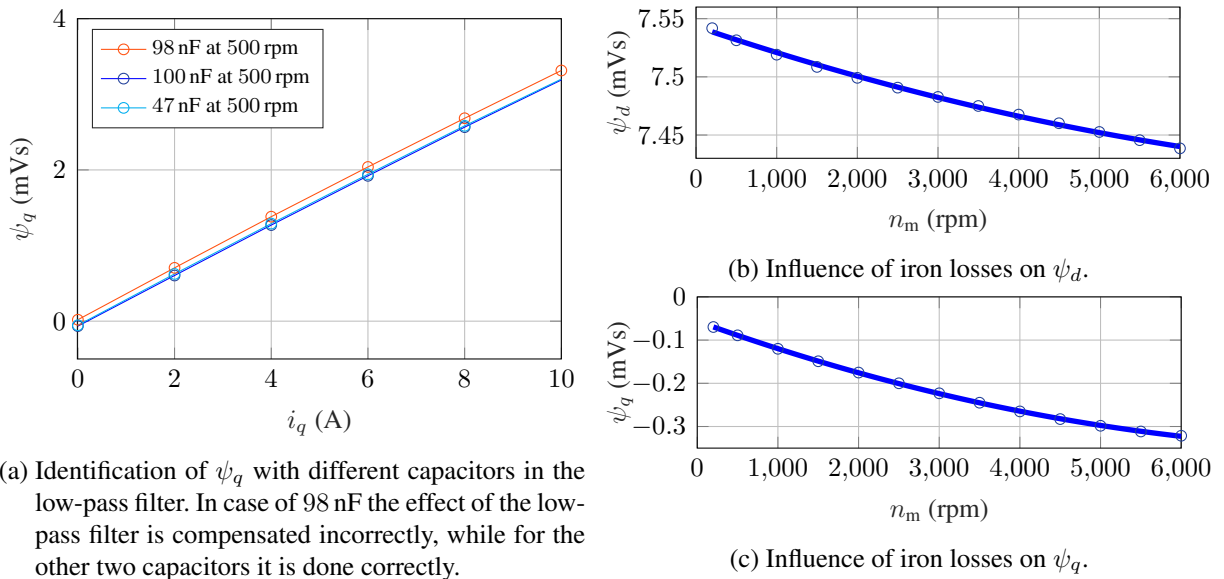 4
2
0
0
2
4
6
8
10
ψq (mVs)
iq (A)
98 nF at 500 rpm
100 nF at 500 rpm
47 nF at 500 rpm
(a) Identification of ψq with different capacitors in the
low-pass filter. In case of 98 nF the effect of the low-
pass filter is compensated incorrectly, while for the
other two capacitors it is done correctly.
7.55
7.5
7.45
ψd (mVs)
0
1,000
2,000
3,000
4,000
5,000
6,000
nm (rpm)
(b) Influence of iron losses on ψd.
0
−0.1
−0.2
−0.3
ψq (mVs)
0
1,000
2,000
3,000
4,000
5,000
6,000
nm (rpm)
(c) Influence of iron losses on ψq.